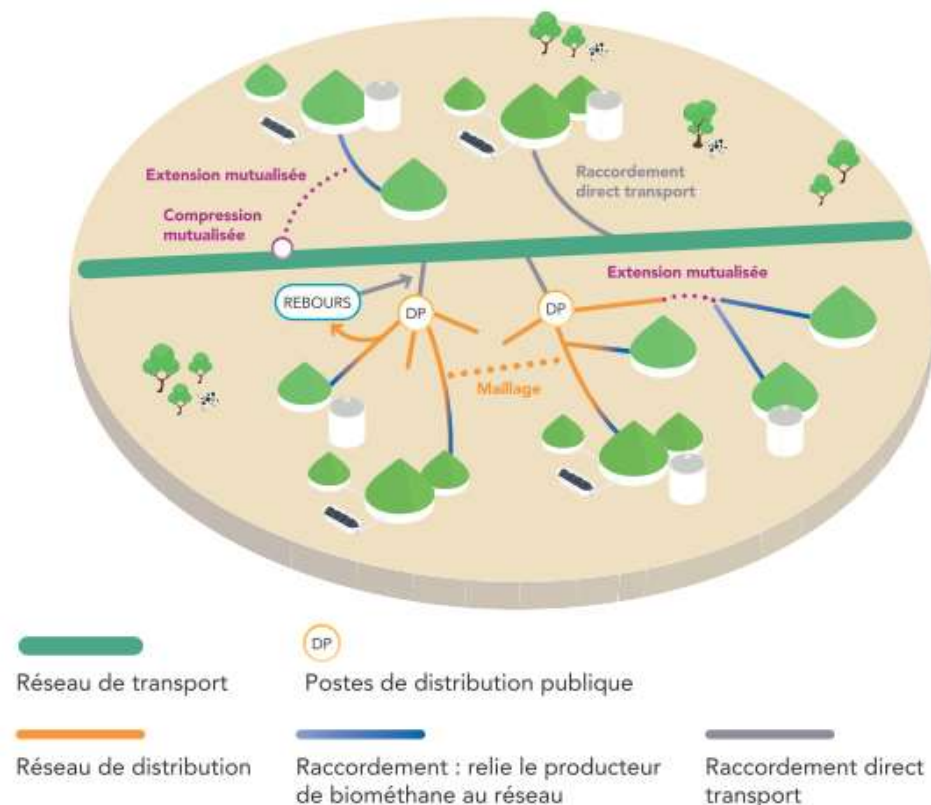 Extension mutualisée
Compression
mutualisée
Raccordement
direct transport
Extension mutualisée
REBOURS
DP
DP
Maillage
DP
Réseau de transport
Postes de distribution publique
Réseau de distribution
Raccordement : relie le producteur
de biométhane au réseau
Raccordement direct
transport